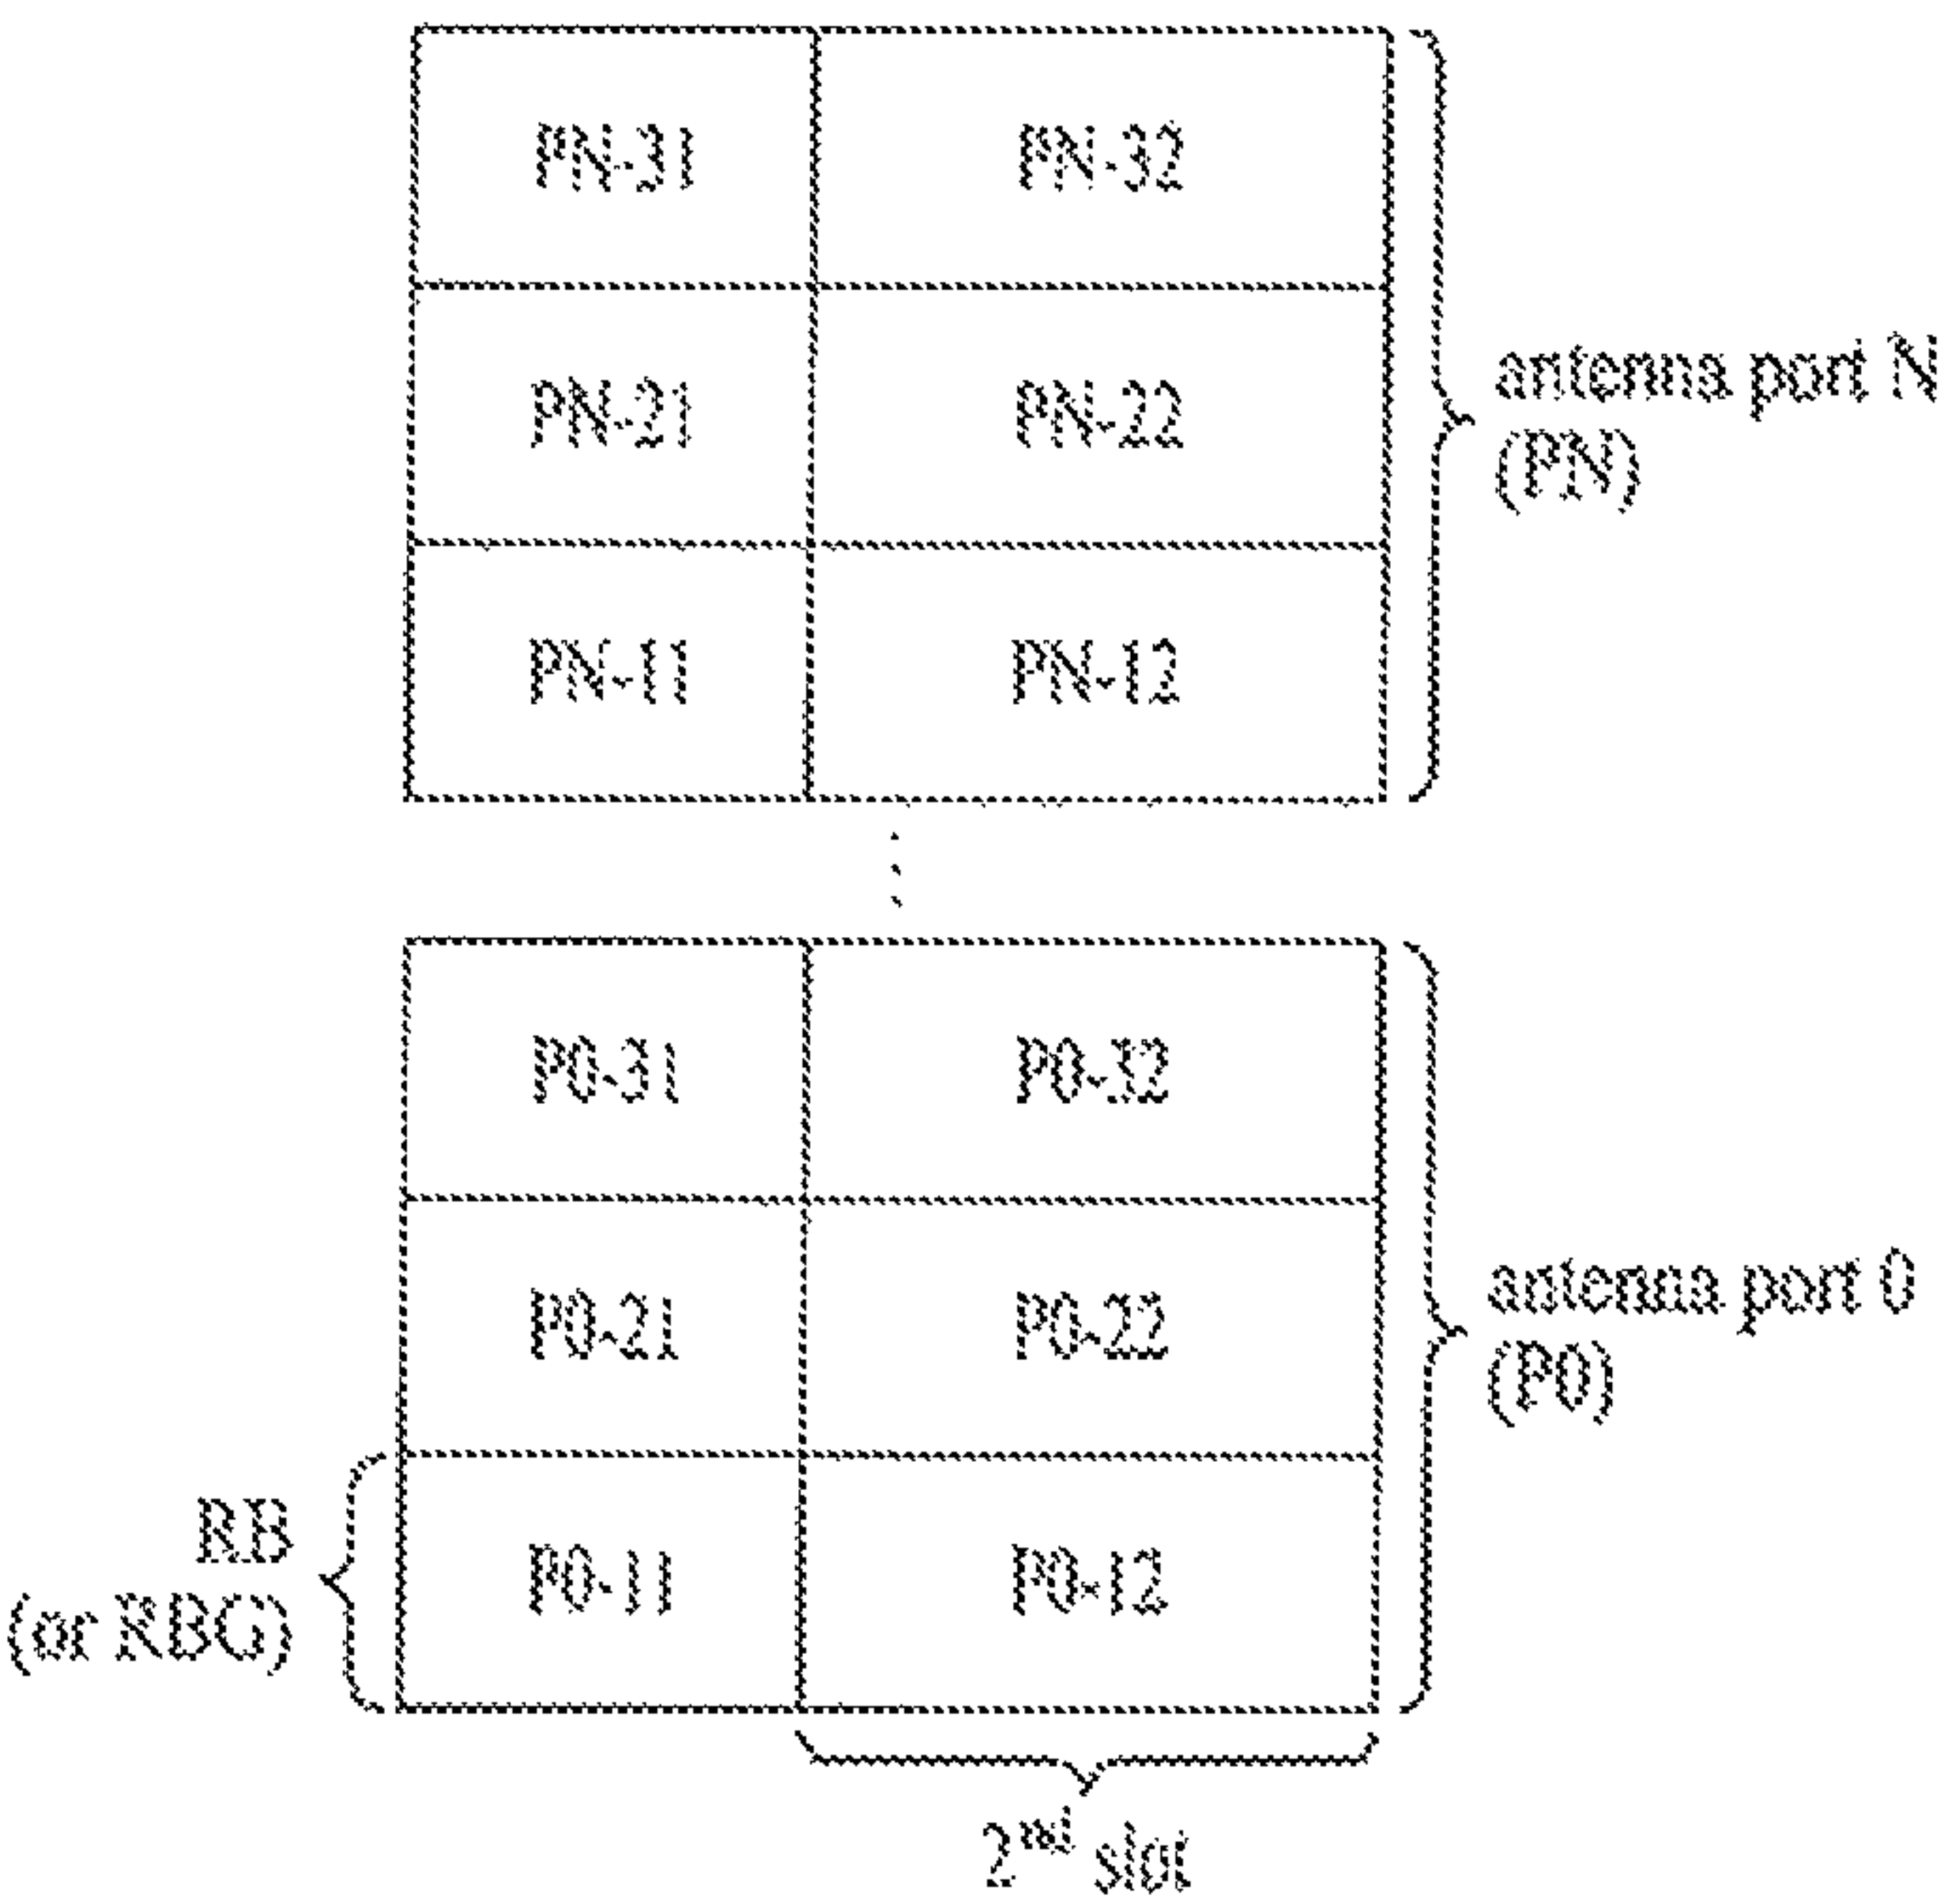 PN-31 PN-32
antenna port N
PN-21 PN-22
(PN)
PN-11 PN-12
P0-31 P0-32
antenna port 0
P0-21 P0-22
(P0)
RB
P0-11 P0-12
(or RBG)
2nd slot